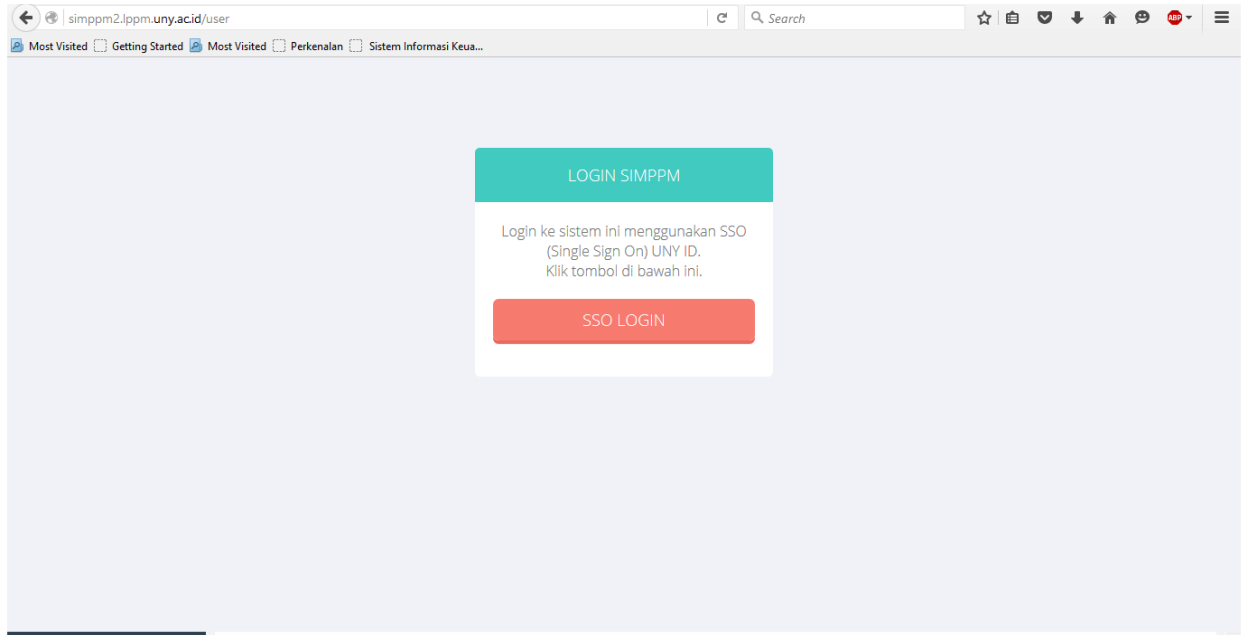 simppm2.lppm.uny.ac.id/user
Search
ABP
Most Visited Getting Started Most Visited Perkenalan Sistem Informasi Keua...
LOGIN SIMPPM
Login ke sistem ini menggunakan SSO
(Single Sign On) UNY ID.
Klik tombol di bawah ini.
SSO LOGIN